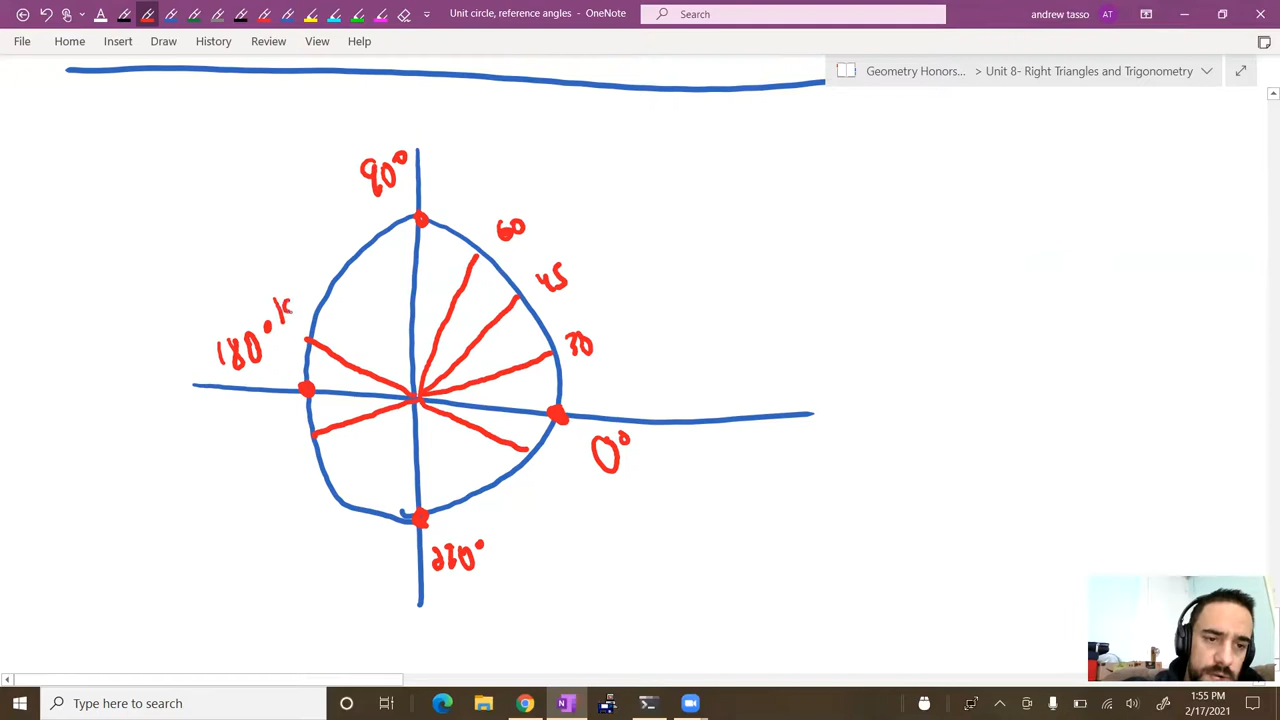 Unit circle, reference angles - OneNote
Search
andrew tasso
AT
File Home Insert Draw History Review View Help
Geometry Honors... > Unit 8- Right Triangles and Trigonometry
90°
60
45
30
180°
0°
270°
Type here to search
1:55 PM
2/17/2021